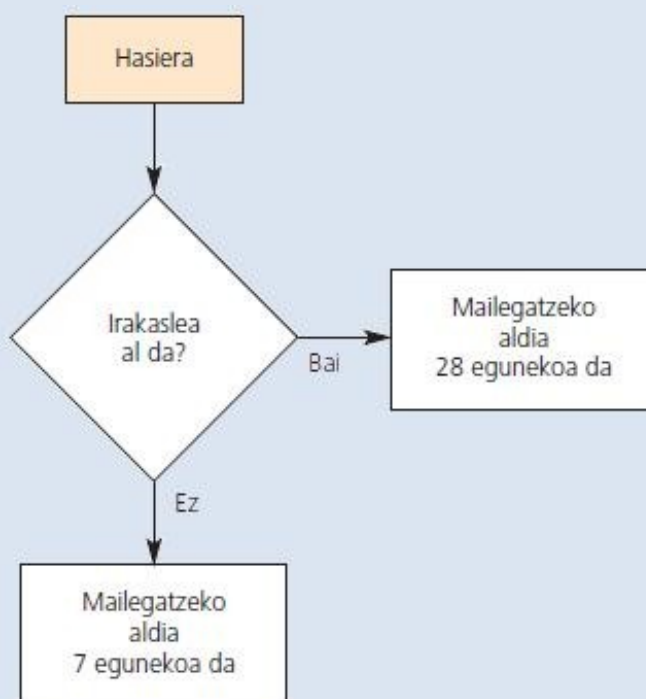 Hasiera
Irakaslea
al da?
Bai
Mailegatzeko
aldia
28 egunekoa da
Ez
Mailegatzeko
aldia
7 egunekoa da